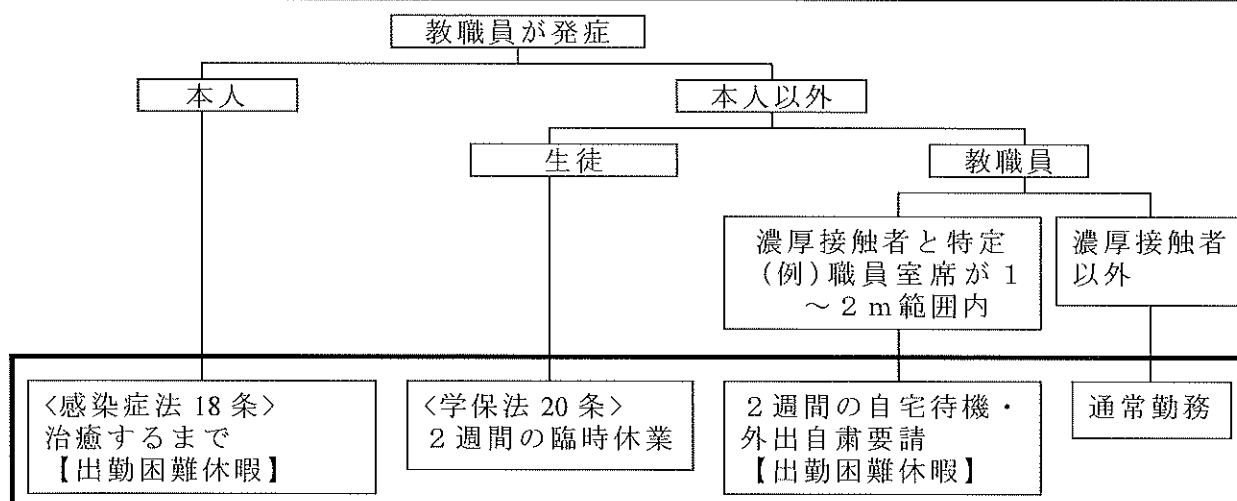 教職員が発症
本人
本人以外
生徒
教職員
濃厚接触者と特定
(例)職員室席が1
~2m範囲内
濃厚接触者
以外
<感染症法18条>
治癒するまで
【出勤困難休暇】
<学保法20条>
2週間の臨時休業
2週間の自宅待機・
外出自粛要請
【出勤困難休暇】
通常勤務